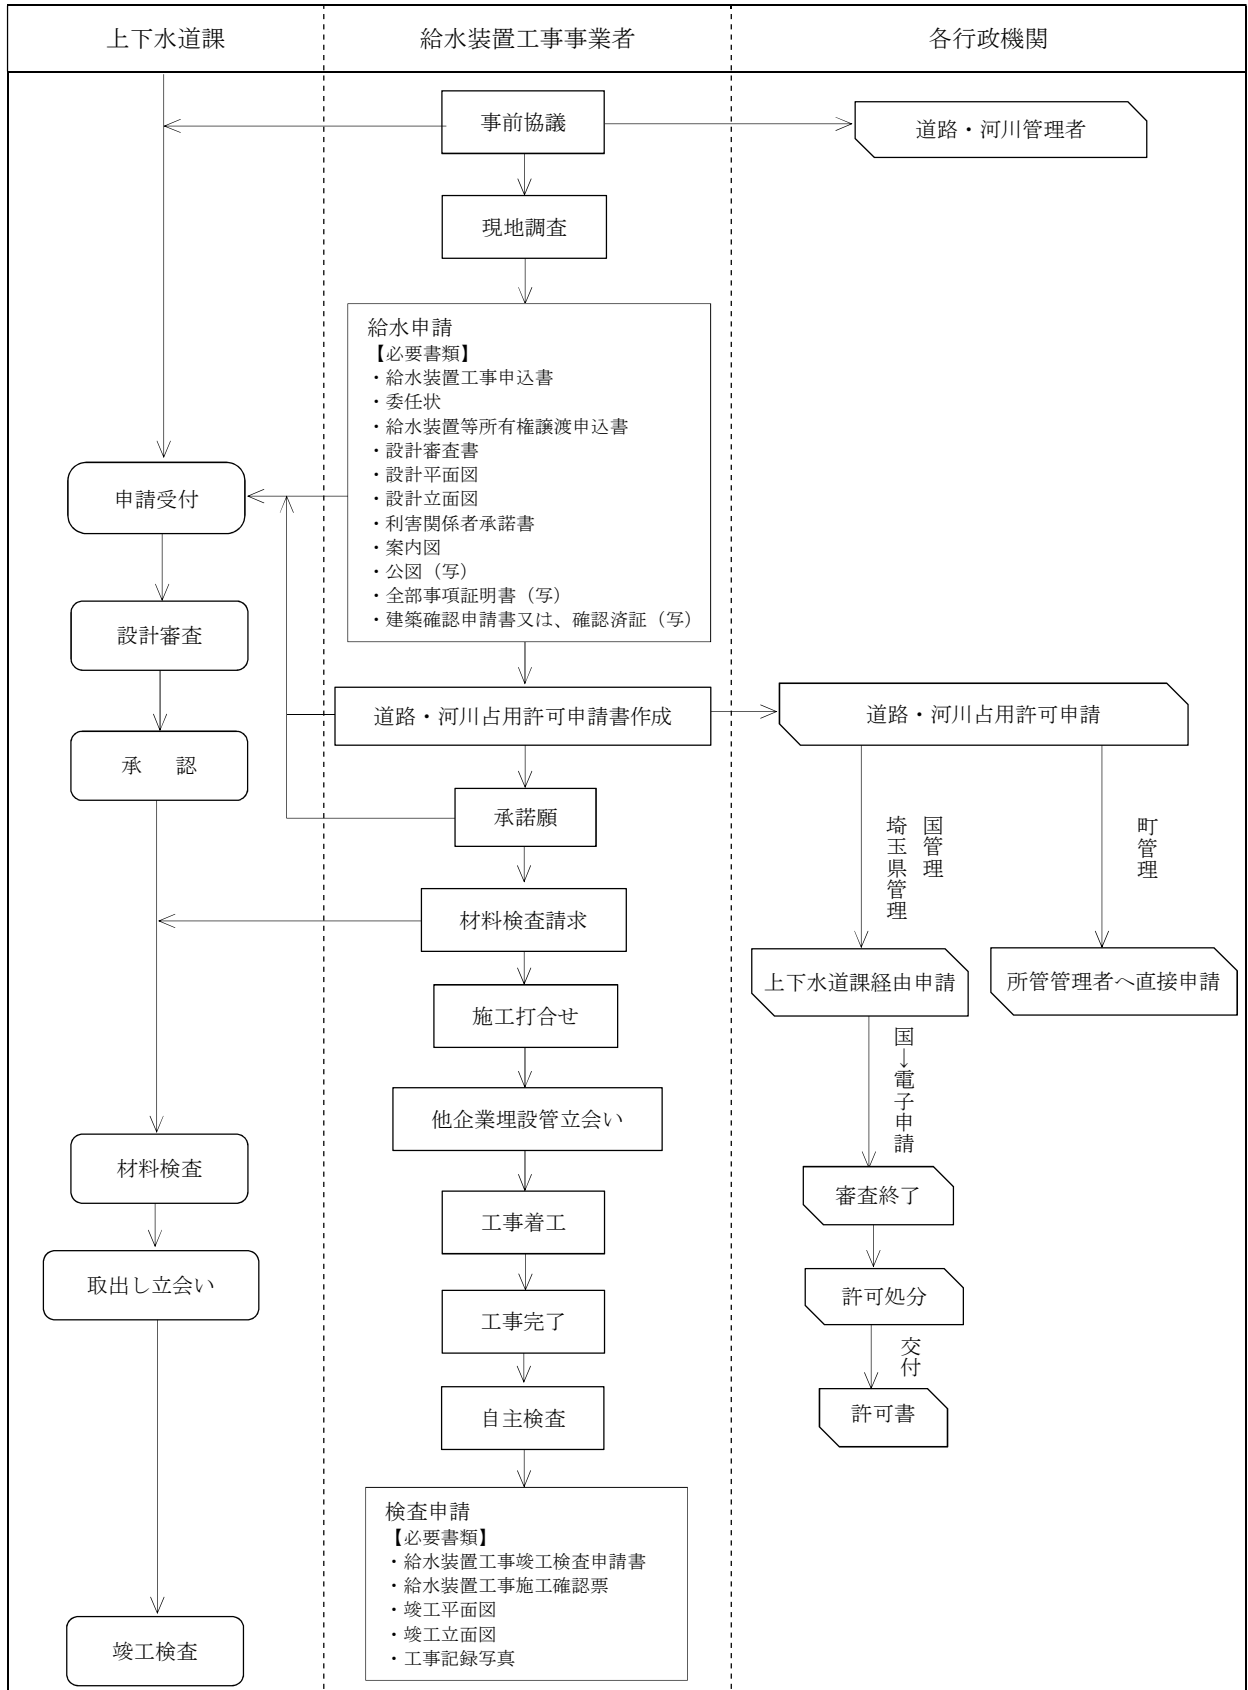 上下水道課
給水装置工事事業者
各行政機関
事前協議
道路・河川管理者
現地調査
給水申請
【必要書類】
・給水装置工事申込書
・委任状
・給水装置等所有権譲渡申込書
・設計審査書
・設計平面図
・設計立面図
・利害関係者承諾書
・案内図
・公図（写）
・全部事項証明書（写）
・建築確認申請書又は、確認済証（写）
申請受付
設計審査
承　認
道路・河川占用許可申請書作成
道路・河川占用許可申請
承諾願
国管理
埼玉県管理
町管理
材料検査請求
上下水道課経由申請
所管管理者へ直接申請
施工打合せ
国→電子申請
他企業埋設管立会い
材料検査
審査終了
工事着工
取出し立会い
許可処分
工事完了
交付
自主検査
許可書
検査申請
【必要書類】
・給水装置工事竣工検査申請書
・給水装置工事施工確認票
・竣工平面図
・竣工立面図
・工事記録写真
竣工検査